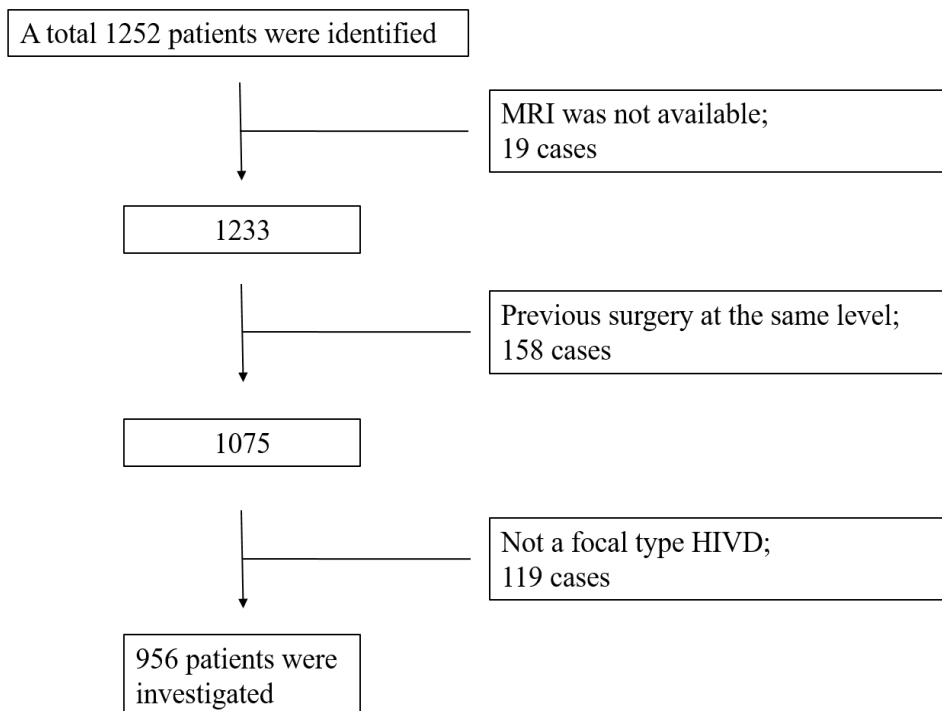 A total 1252 patients were identified
MRI was not available;
19 cases
1233
Previous surgery at the same level;
158 cases
1075
Not a focal type HIVD;
119 cases
956 patients were
investigated